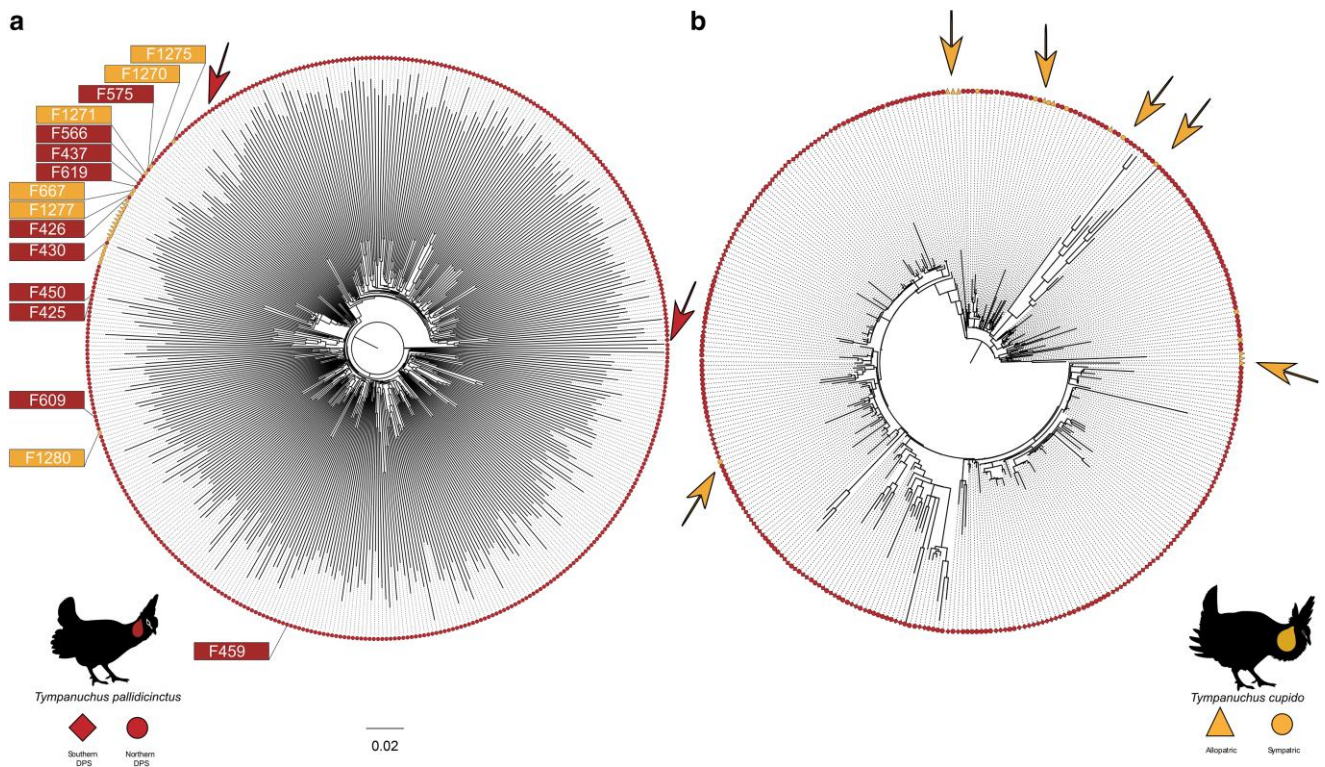 a
b
F1275
F1270
F575
F1271
F566
F437
F619
F667
F1277
F426
F430
F450
F425
F609
F1280
F459
Tympanuchus pallidicinctus
Southern
DPS
Northern
DPS
0.02
Tympanuchus cupido
Allopatric
Sympatric